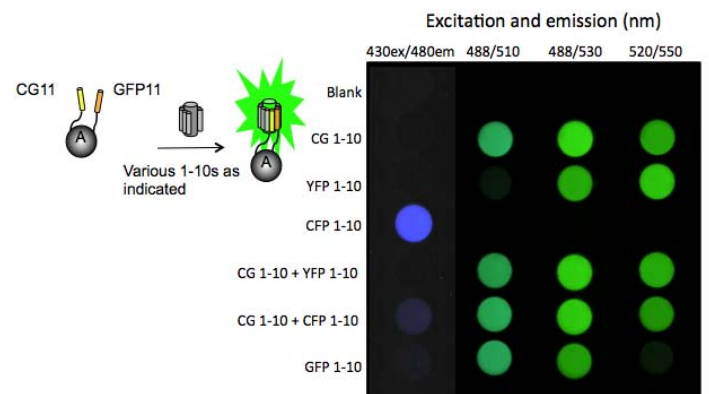 Excitation and emission (nm)
430ex/480em 488/510 488/530 520/550
CG11 GFP11
A
A
Various 1-10s as
indicated
Blank
CG 1-10
YFP 1-10
CFP 1-10
CG 1-10 + YFP 1-10
CG 1-10 + CFP 1-10
GFP 1-10